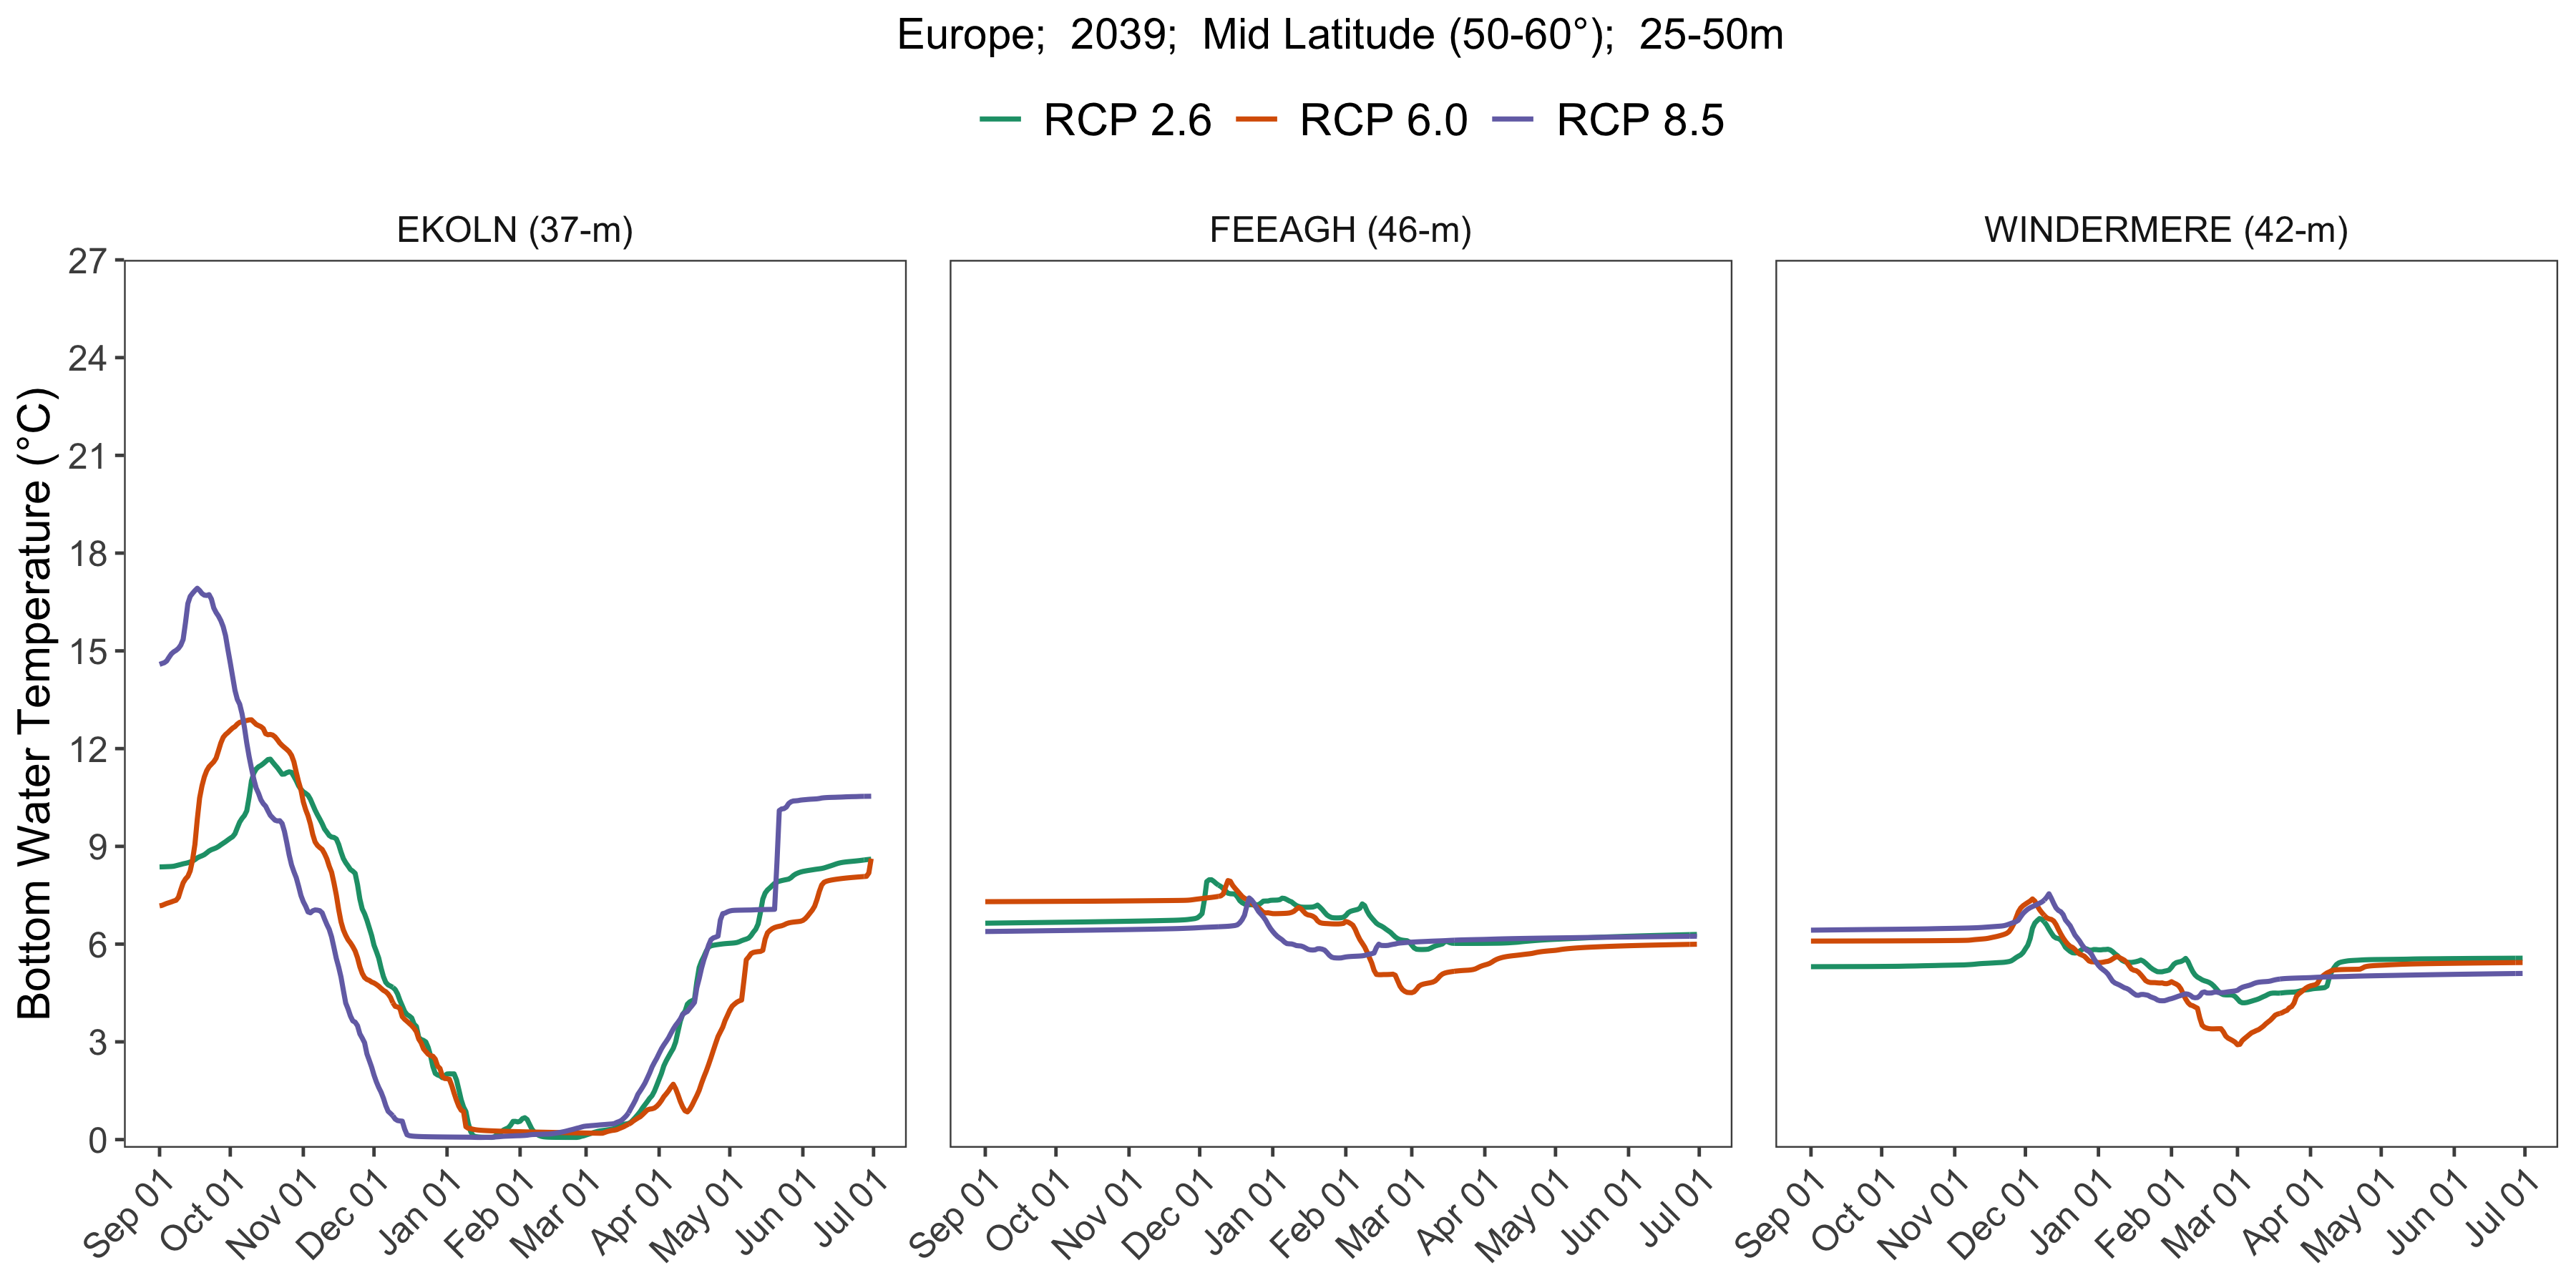 Europe;  2039;  Mid Latitude (50-60°);  25-50m
RCP 2.6 RCP 6.0 RCP 8.5
EKOLN (37-m) FEEAGH (46-m) WINDERMERE (42-m)
Bottom Water Temperature (°C)
27
24
21
18
15
12
9
6
3
0
Sep 01 Oct 01 Nov 01 Dec 01 Jan 01 Feb 01 Mar 01 Apr 01 May 01 Jun 01 Jul 01 Sep 01 Oct 01 Nov 01 Dec 01 Jan 01 Feb 01 Mar 01 Apr 01 May 01 Jun 01 Jul 01 Sep 01 Oct 01 Nov 01 Dec 01 Jan 01 Feb 01 Mar 01 Apr 01 May 01 Jun 01 Jul 01